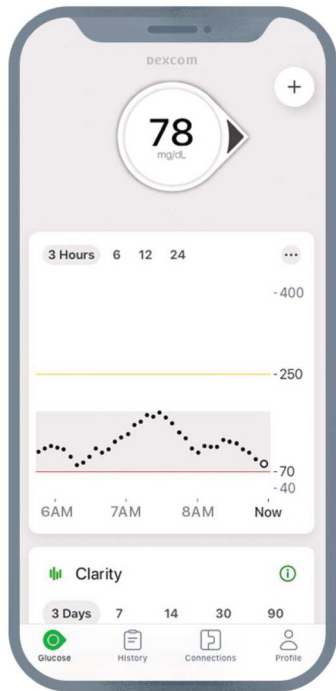 Dexcom
+
78
mg/dL
3 Hours 6 12 24
400
250
70
40
6AM 7AM 8AM Now
Clarity
3 Days 7 14 30 90
Glucose History Connections Profile